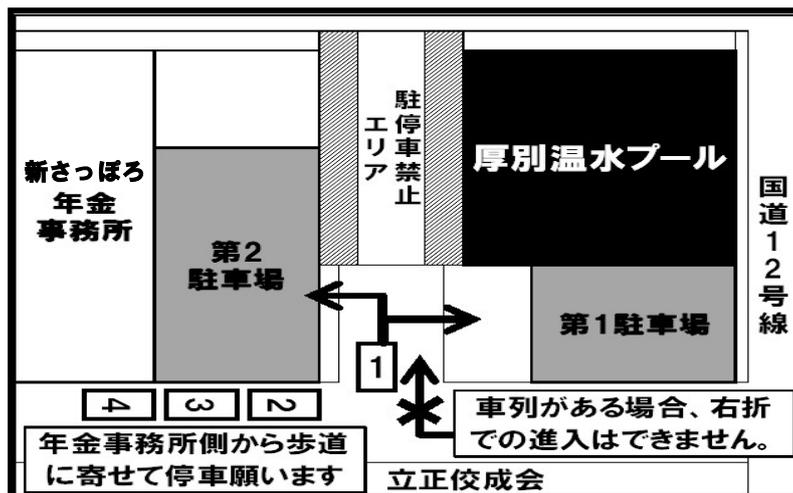 新さっぽろ
年金
事務所
第2
駐車場
駐停車禁止
エリア
厚別温水プール
国道12号線
第1駐車場
1
2
3
4
車列がある場合、右折
での進入はできません。
年金事務所側から歩道
に寄せて停車願います
立正佼成会